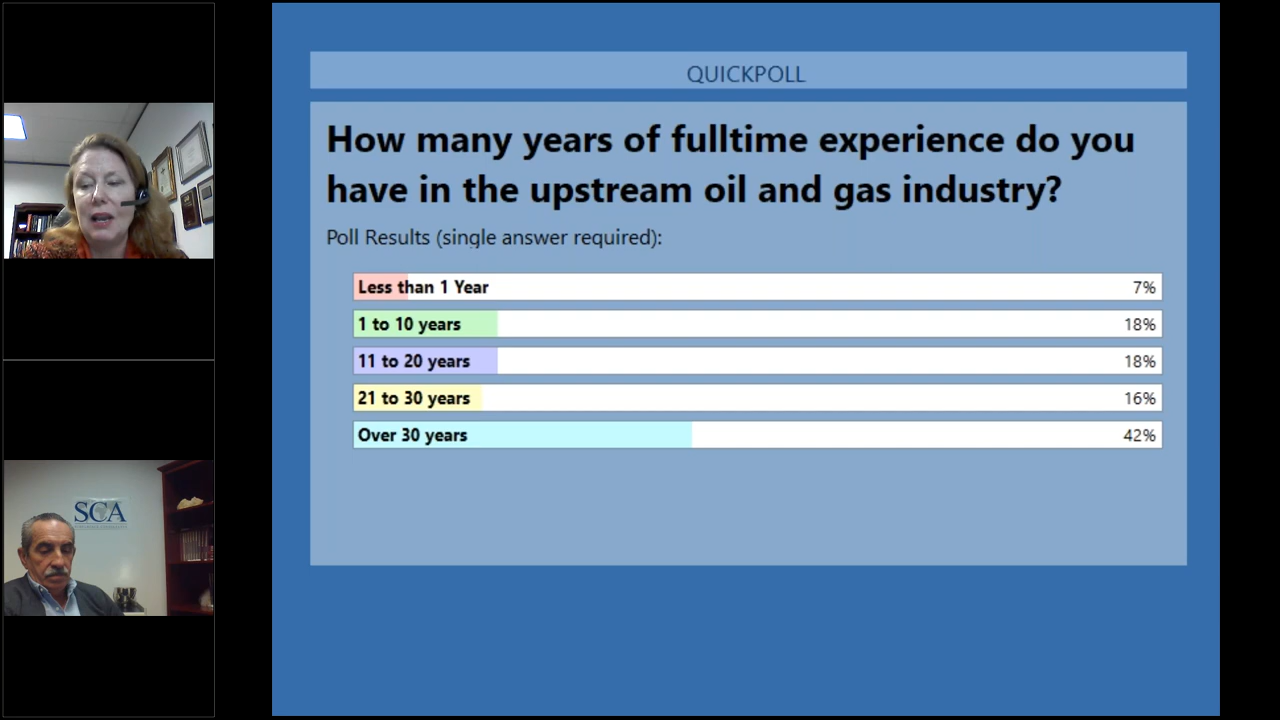 QUICKPOLL
How many years of fulltime experience do you
have in the upstream oil and gas industry?
Poll Results (single answer required):
Less than 1 Year 7%
1 to 10 years 18%
11 to 20 years 18%
21 to 30 years 16%
Over 30 years 42%
SCA